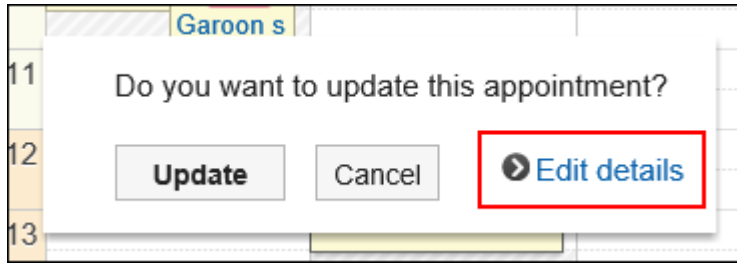 Garoon s
11
Do you want to update this appointment?
12
Update Cancel Edit details
13